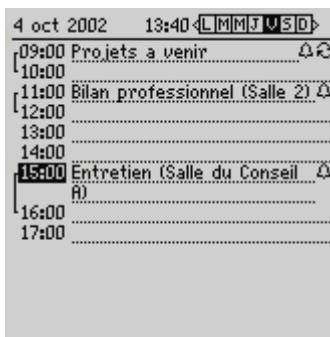 4 oct 2002 13:40 L M M J V S D
09:00 Projets a venir
10:00
11:00 Bilan professionnel (Salle 2)
12:00
13:00
14:00
15:00 Entretien (Salle du Conseil
A)
16:00
17:00